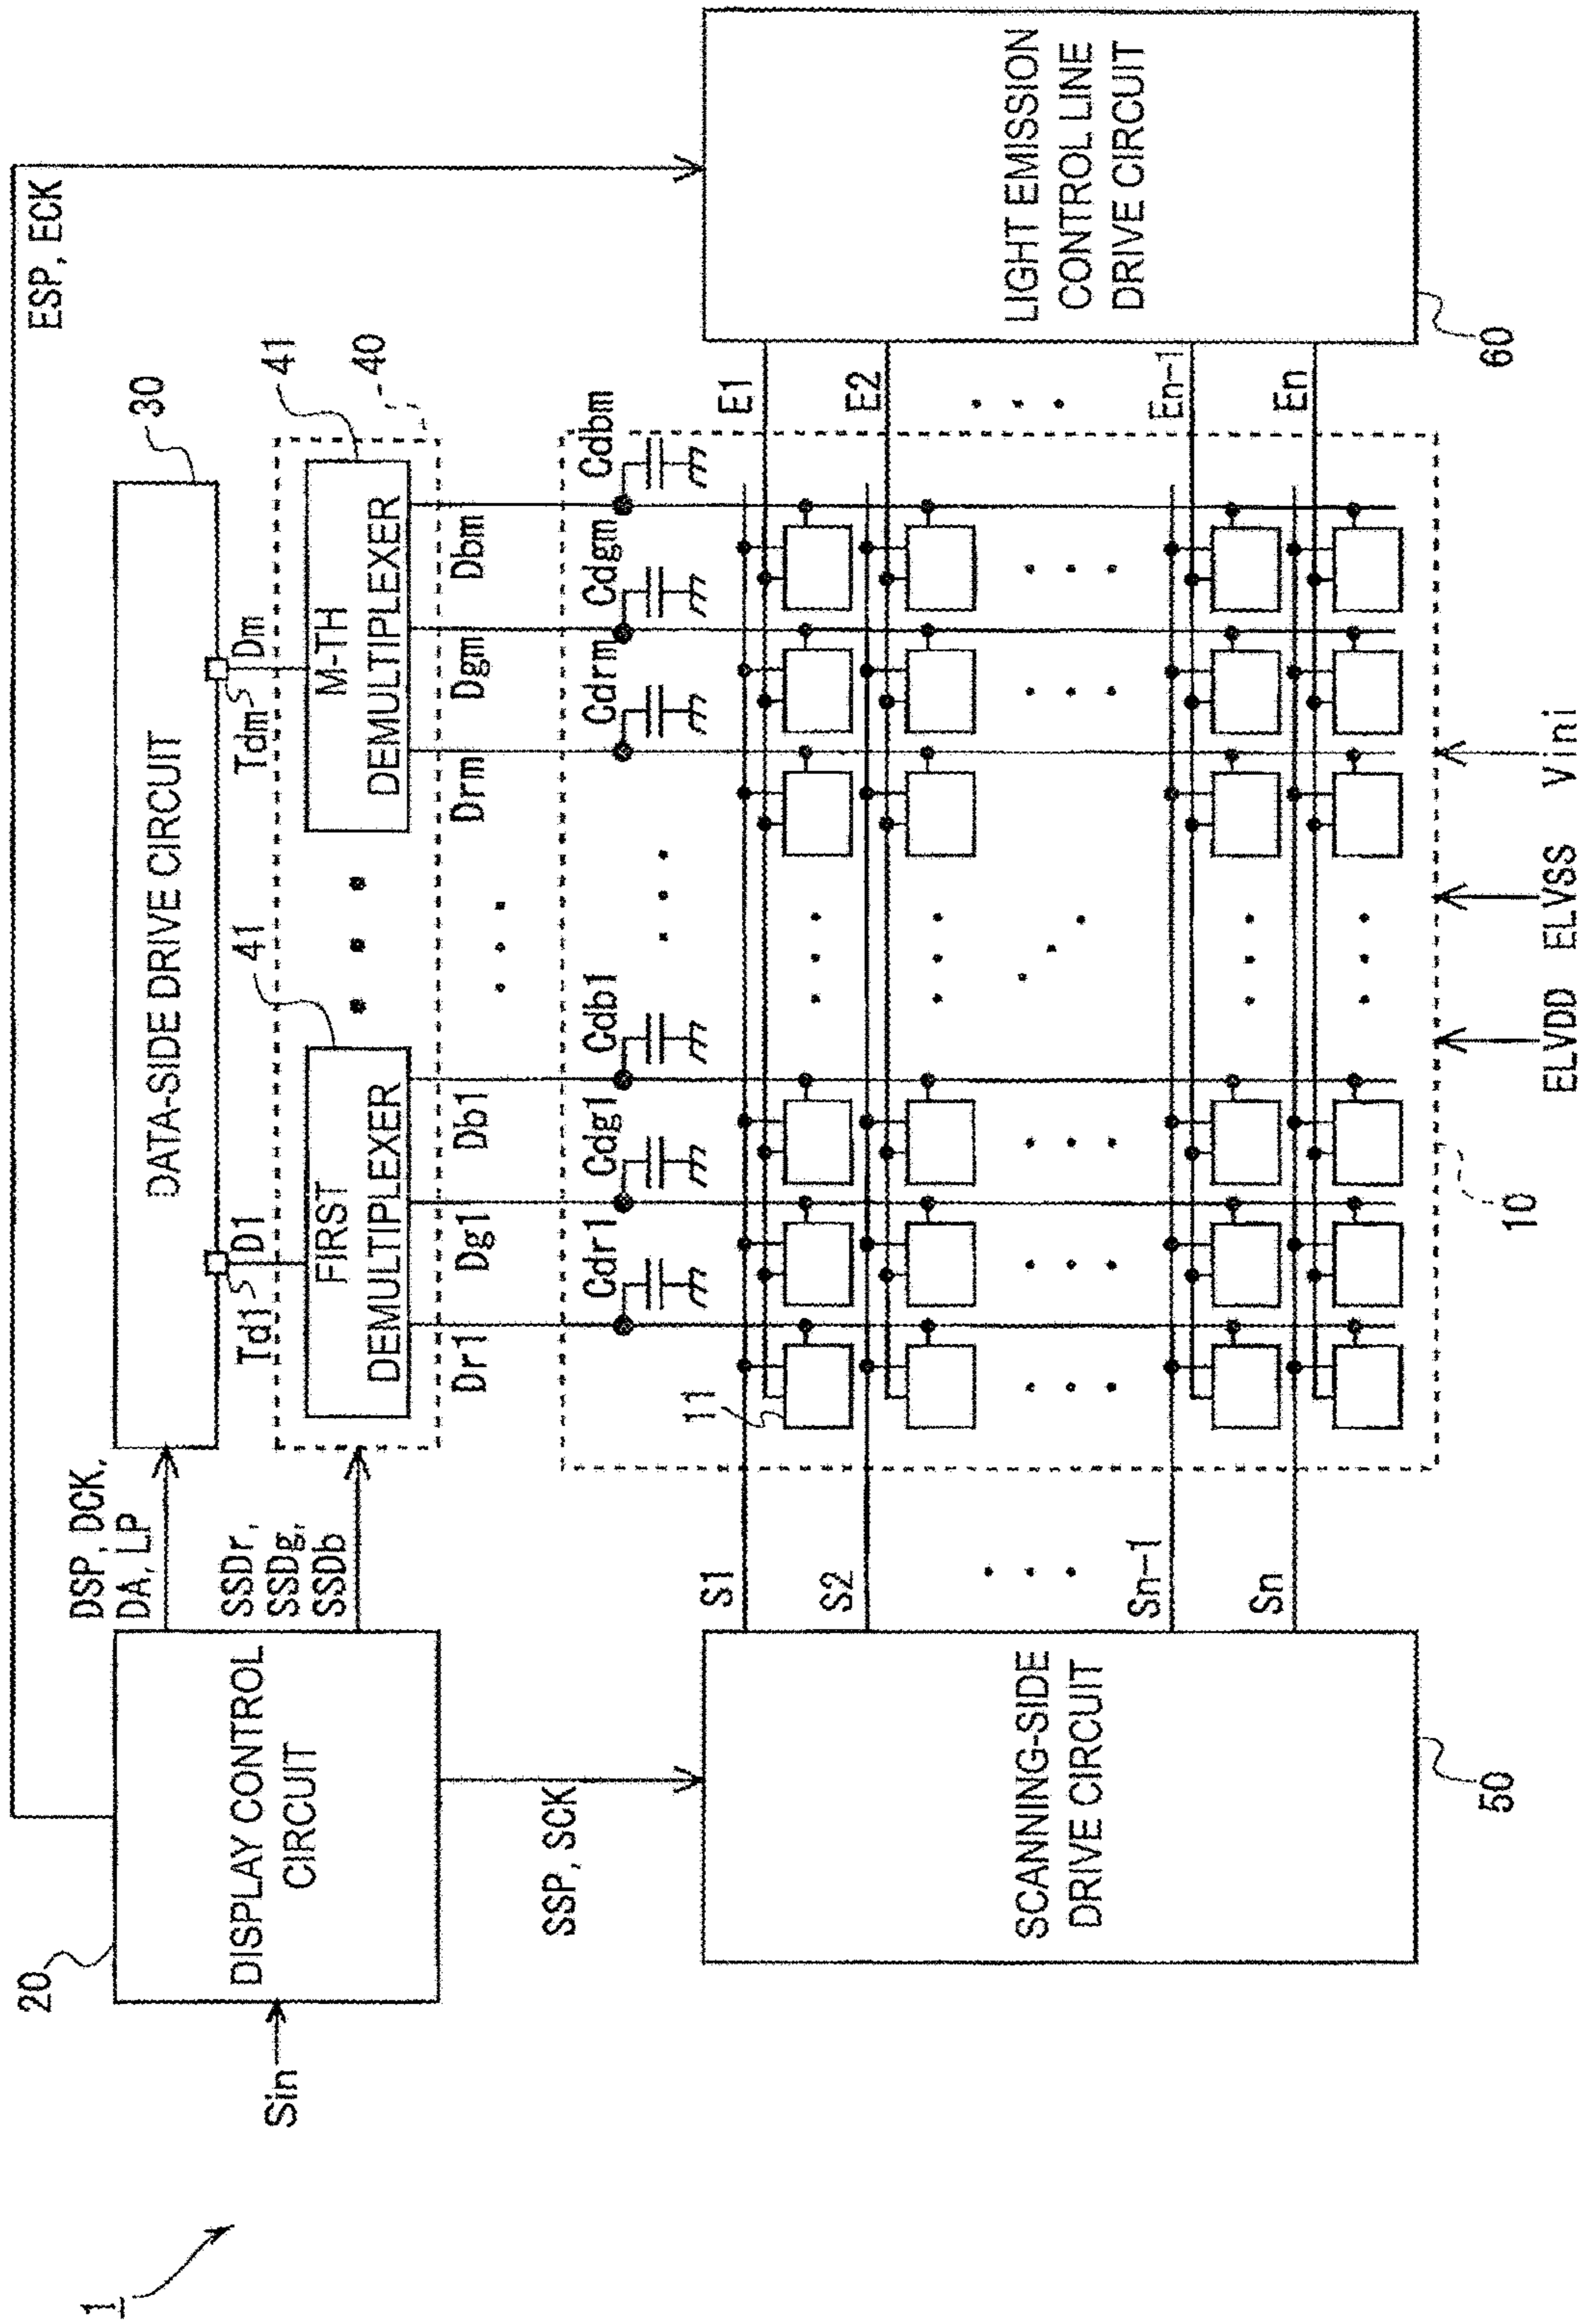 1
Sin
20
DISPLAY CONTROL
CIRCUIT
ESP, ECK
DSP, DCK,
DA, LP
SSDr,
SSDg,
SSDb
SSP, SCK
DATA-SIDE DRIVE CIRCUIT
30
Td1
D1
Tdm
Dm
FIRST
DEMULTIPLEXER
41
M-TH
DEMULTIPLEXER
41
40
Dr1
Dg1
Db1
Drm
Dgm
Dbm
Cdr1
Cdg1
Cdb1
Cdrm
Cdgm
Cdbm
11
S1
S2
Sn-1
Sn
E1
E2
En-1
En
SCANNING-SIDE
DRIVE CIRCUIT
50
LIGHT EMISSION
CONTROL LINE
DRIVE CIRCUIT
60
10
ELVDD
ELVSS
Vini